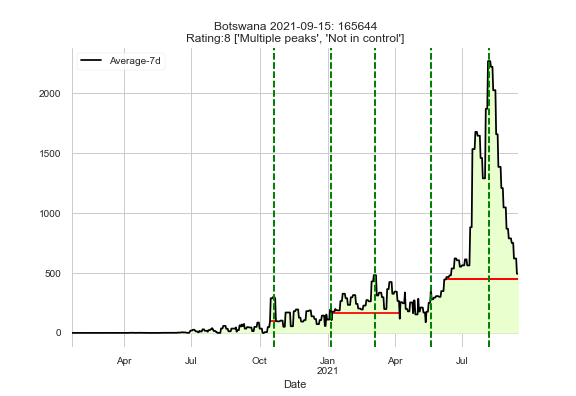 Botswana 2021-09-15: 165644
Rating:8 ['Multiple peaks', 'Not in control']
Average-7d
2000
1500
1000
500
0
Apr
Jul
Oct
Jan
2021
Apr
Jul
Date